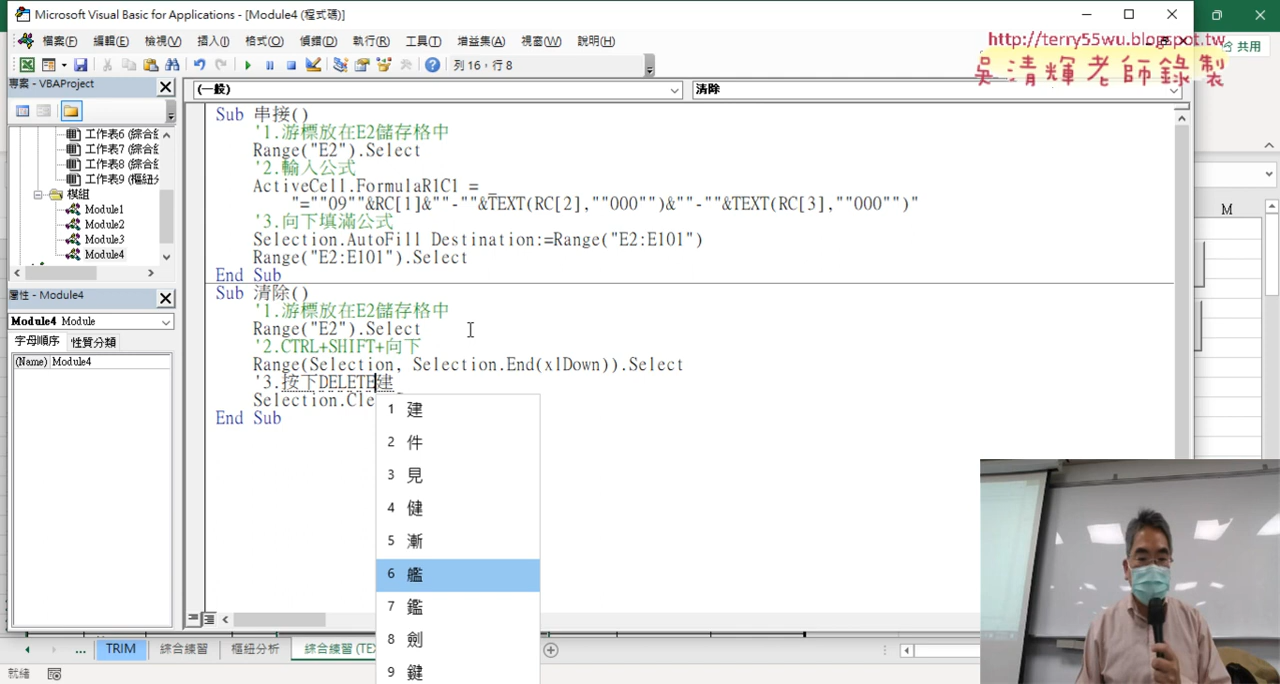 Microsoft Visual Basic for Applications - [Module4 (程式碼)]
http://terry55wu.blogspot.tw
吳清輝老師錄製
共用
檔案(F) 編輯(E) 檢視(V) 插入(I) 格式(O) 偵錯(D) 執行(R) 工具(T) 增益集(A) 視窗(W) 說明(H)
列 16，行 8
專案 - VBAProject
(一般)
清除
工作表6 (綜合
工作表7 (綜合
工作表8 (綜合
工作表9 (樞紐
模組
Module1
Module2
Module3
Module4
屬性 - Module4
Module4 Module
字母順序 性質分類
(Name) Module4
Sub 串接()
'1.游標放在E2儲存格中
Range("E2").Select
'2.輸入公式
ActiveCell.FormulaR1C1 = _
"=""09""&RC[1]&""-""&TEXT(RC[2],""000"")&""-""&TEXT(RC[3],""000"")"
'3.向下填滿公式
Selection.AutoFill Destination:=Range("E2:E101")
Range("E2:E101").Select
End Sub
Sub 清除()
'1.游標放在E2儲存格中
Range("E2").Select
'2.CTRL+SHIFT+向下
Range(Selection, Selection.End(xlDown)).Select
'3.按下DELETE建
Selection.Cle
End Sub
1 建
2 件
3 見
4 健
5 漸
6 艦
7 鑑
8 劍
9 鍵
M
... TRIM 綜合練習 樞紐分析 綜合練習 (TE
就緒